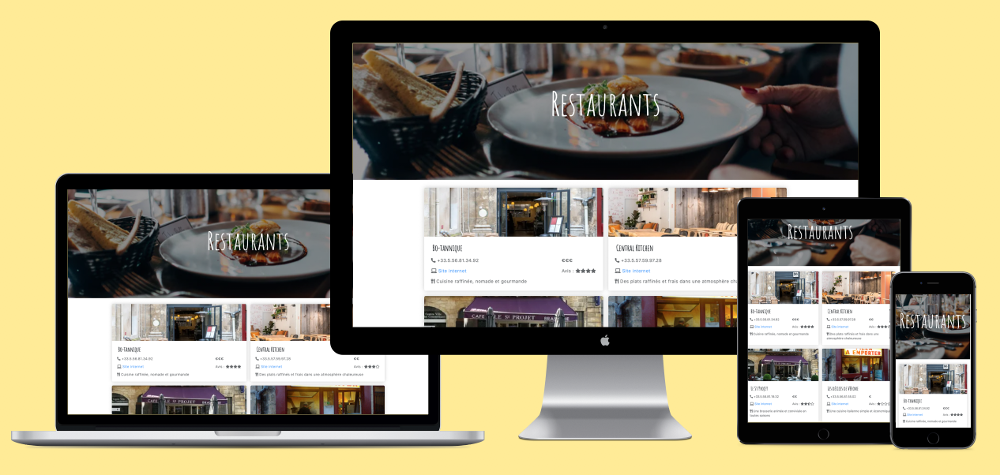 Restaurants
Bo-tannique
+33.5.56.81.34.92 €€€
Site internet Avis :
Cuisine raffinée, nomade et gourmande
Central Kitchen
+33.5.57.59.97.28
Site internet
Des plats raffinés et frais dans une atmosphère cha
CAFE LE St PROJET BRASSERIE
Restaurants
Bo-tannique
+33.5.56.81.34.92 €€€
Site internet Avis :
Cuisine raffinée, nomade et gourmande
Central Kitchen
+33.5.57.59.97.28 €€
Site internet Avis :
Des plats raffinés et frais dans une atmosphère chaleureuse
CAFE LE St PROJET BRAS
Restaurants
Bo-tannique
+33.5.56.81.34.92 €€€
Site internet Avis :
Cuisine raffinée, nomade et gourmande
Central Kitchen
+33.5.57.59.97.28 €€
Site internet Avis :
Des plats raffinés et frais dans une
atmosphère chaleureuse
A EMPORTER
Le St Projet
€€
Site internet Avis :
Une brasserie animée et conviviale en
toutes saisons
Les délices de Vérone
€
Site internet Avis :
Une cuisine italienne simple et économique
Restaurants
Bo-tannique
+33.5.56.81.34.92 €€€
Site internet Avis :
Cuisine raffinée, nomade et gourmande